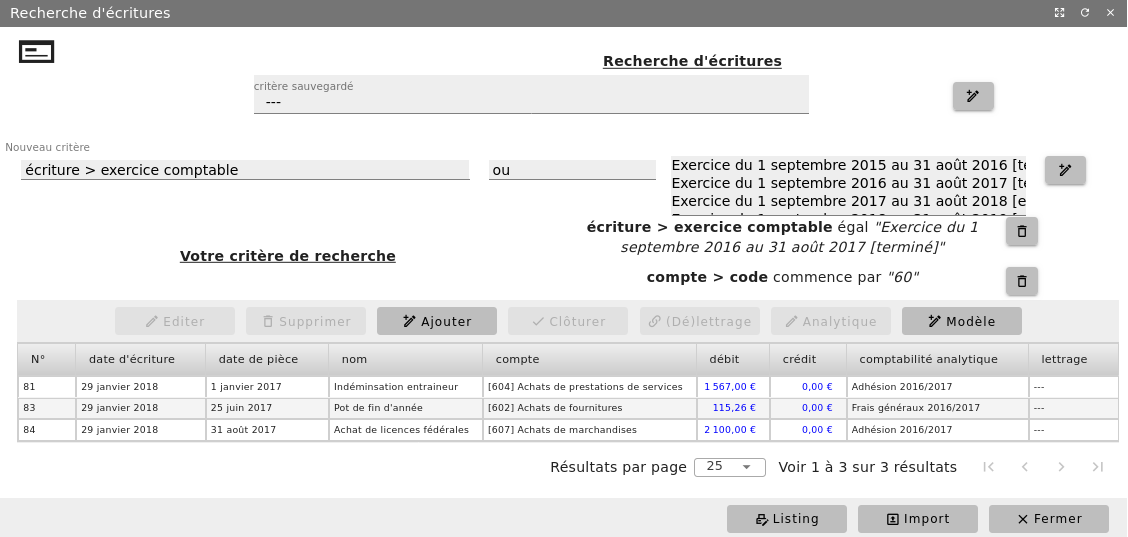 Recherche d'écritures
Recherche d'écritures
critère sauvegardé
---
Nouveau critère
écriture > exercice comptable
ou
Exercice du 1 septembre 2015 au 31 août 2016 [te
Exercice du 1 septembre 2016 au 31 août 2017 [te
Exercice du 1 septembre 2017 au 31 août 2018 [e
Votre critère de recherche
écriture > exercice comptable égal "Exercice du 1
septembre 2016 au 31 août 2017 [terminé]"
compte > code commence par "60"
Editer Supprimer Ajouter Clôturer (Dé)lettrage Analytique Modèle
N° date d'écriture date de pièce nom compte débit crédit comptabilité analytique lettrage
81 29 janvier 2018 1 janvier 2017 Indéminsation entraineur [604] Achats de prestations de services 1 567,00 € 0,00 € Adhésion 2016/2017 ---
83 29 janvier 2018 25 juin 2017 Pot de fin d'année [602] Achats de fournitures 115,26 € 0,00 € Frais généraux 2016/2017 ---
84 29 janvier 2018 31 août 2017 Achat de licences fédérales [607] Achats de marchandises 2 100,00 € 0,00 € Adhésion 2016/2017 ---
Résultats par page 25 Voir 1 à 3 sur 3 résultats
Listing Import Fermer